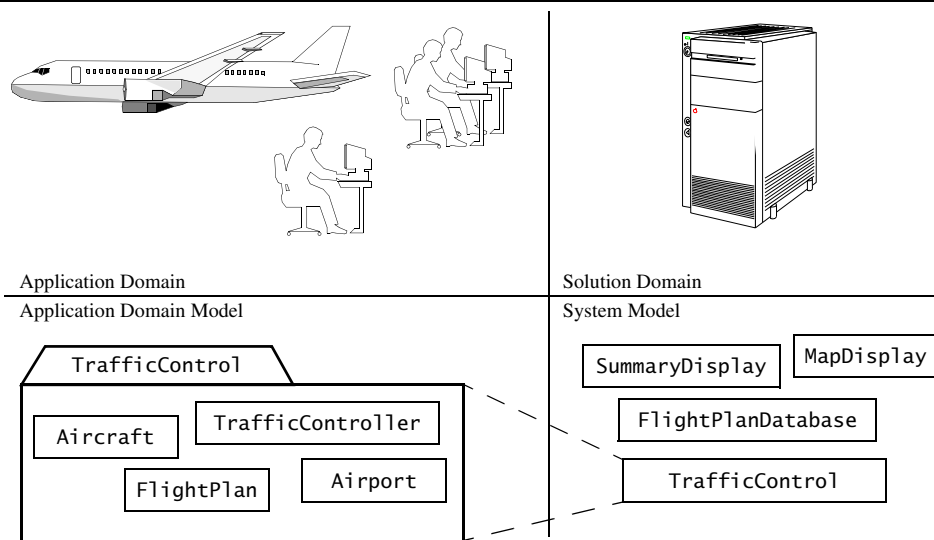 Application Domain
Solution Domain
Application Domain Model
System Model
TrafficControl
Aircraft
TrafficController
FlightPlan
Airport
SummaryDisplay
MapDisplay
FlightPlanDatabase
TrafficControl